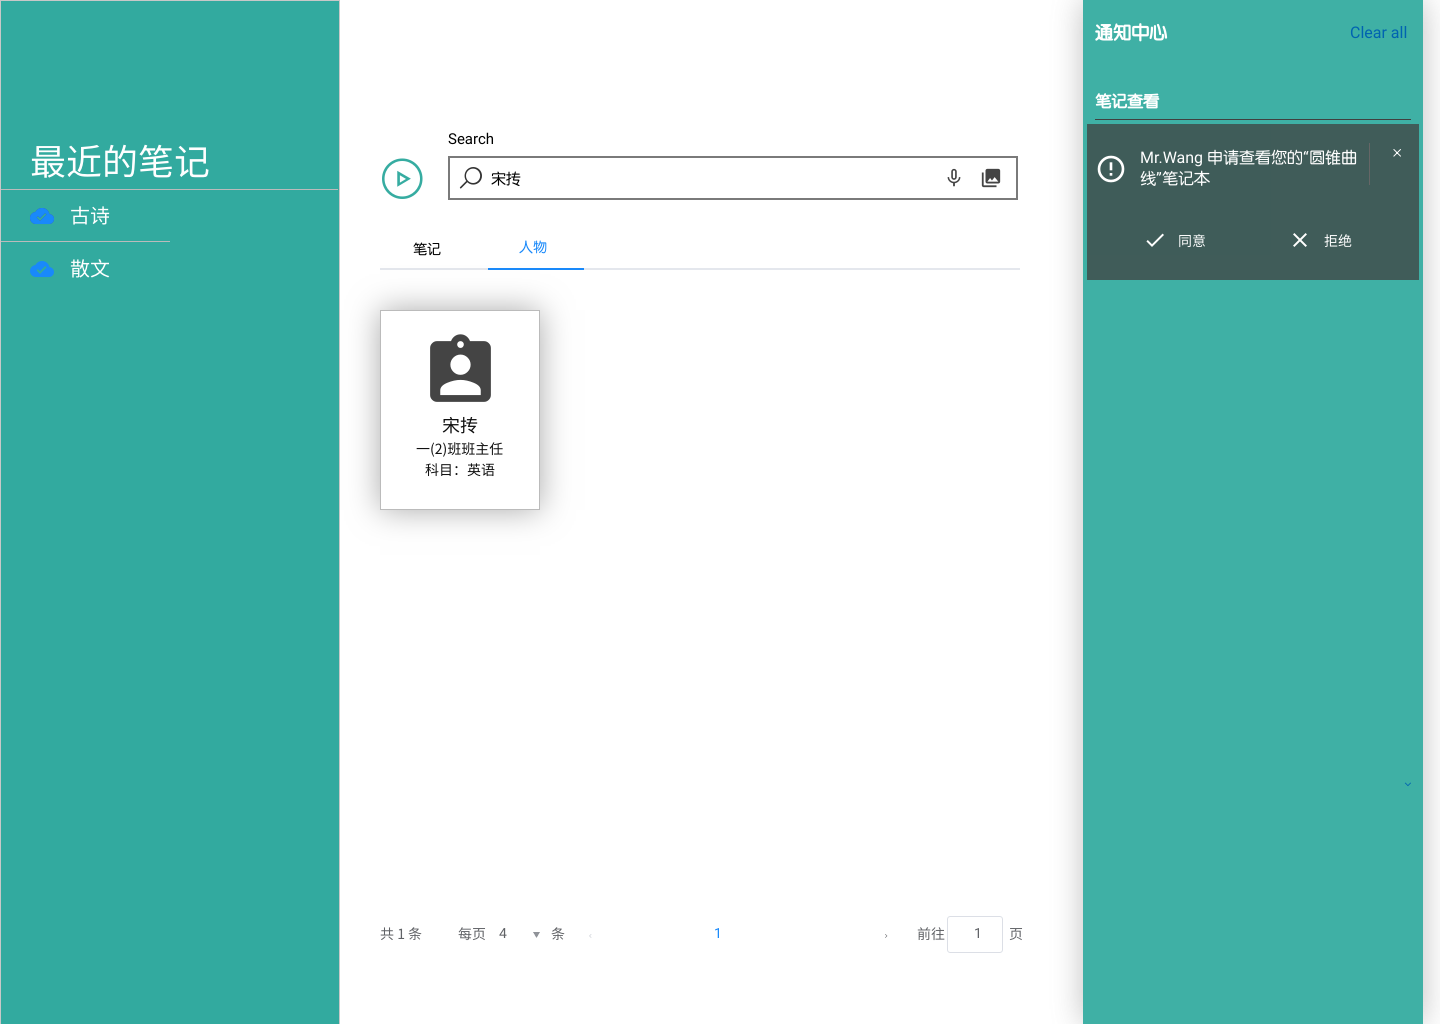 最近的笔记
古诗
散文
Search
宋抟
笔记
人物
宋抟
一(2)班班主任
科目：英语
共 1 条 每页 4 条 1 前往 1 页
通知中心 Clear all
笔记查看
Mr.Wang 申请查看您的“圆锥曲
线”笔记本
同意 拒绝